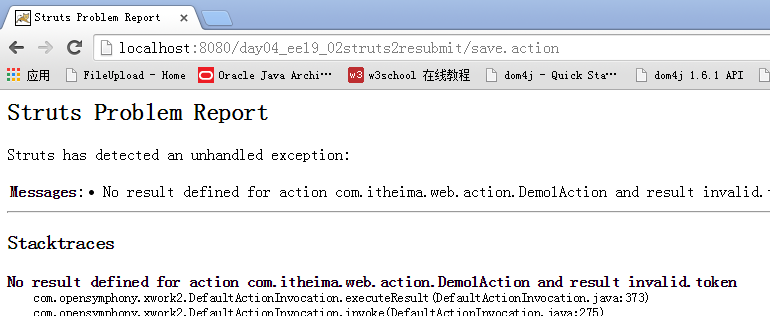 Struts Problem Report
localhost:8080/day04_ee19_02struts2resubmit/save.action
应用 FileUpload - Home Oracle Java Archi… w3school 在线教程 dom4j - Quick Sta… dom4j 1.6.1 API
Struts Problem Report
Struts has detected an unhandled exception:
Messages: • No result defined for action com.itheima.web.action.Demo1Action and result invalid.
Stacktraces
No result defined for action com.itheima.web.action.Demo1Action and result invalid.token
com.opensymphony.xwork2.DefaultActionInvocation.executeResult(DefaultActionInvocation.java:373)
com.opensymphony.xwork2.DefaultActionInvocation.invoke(DefaultActionInvocation.java:275)